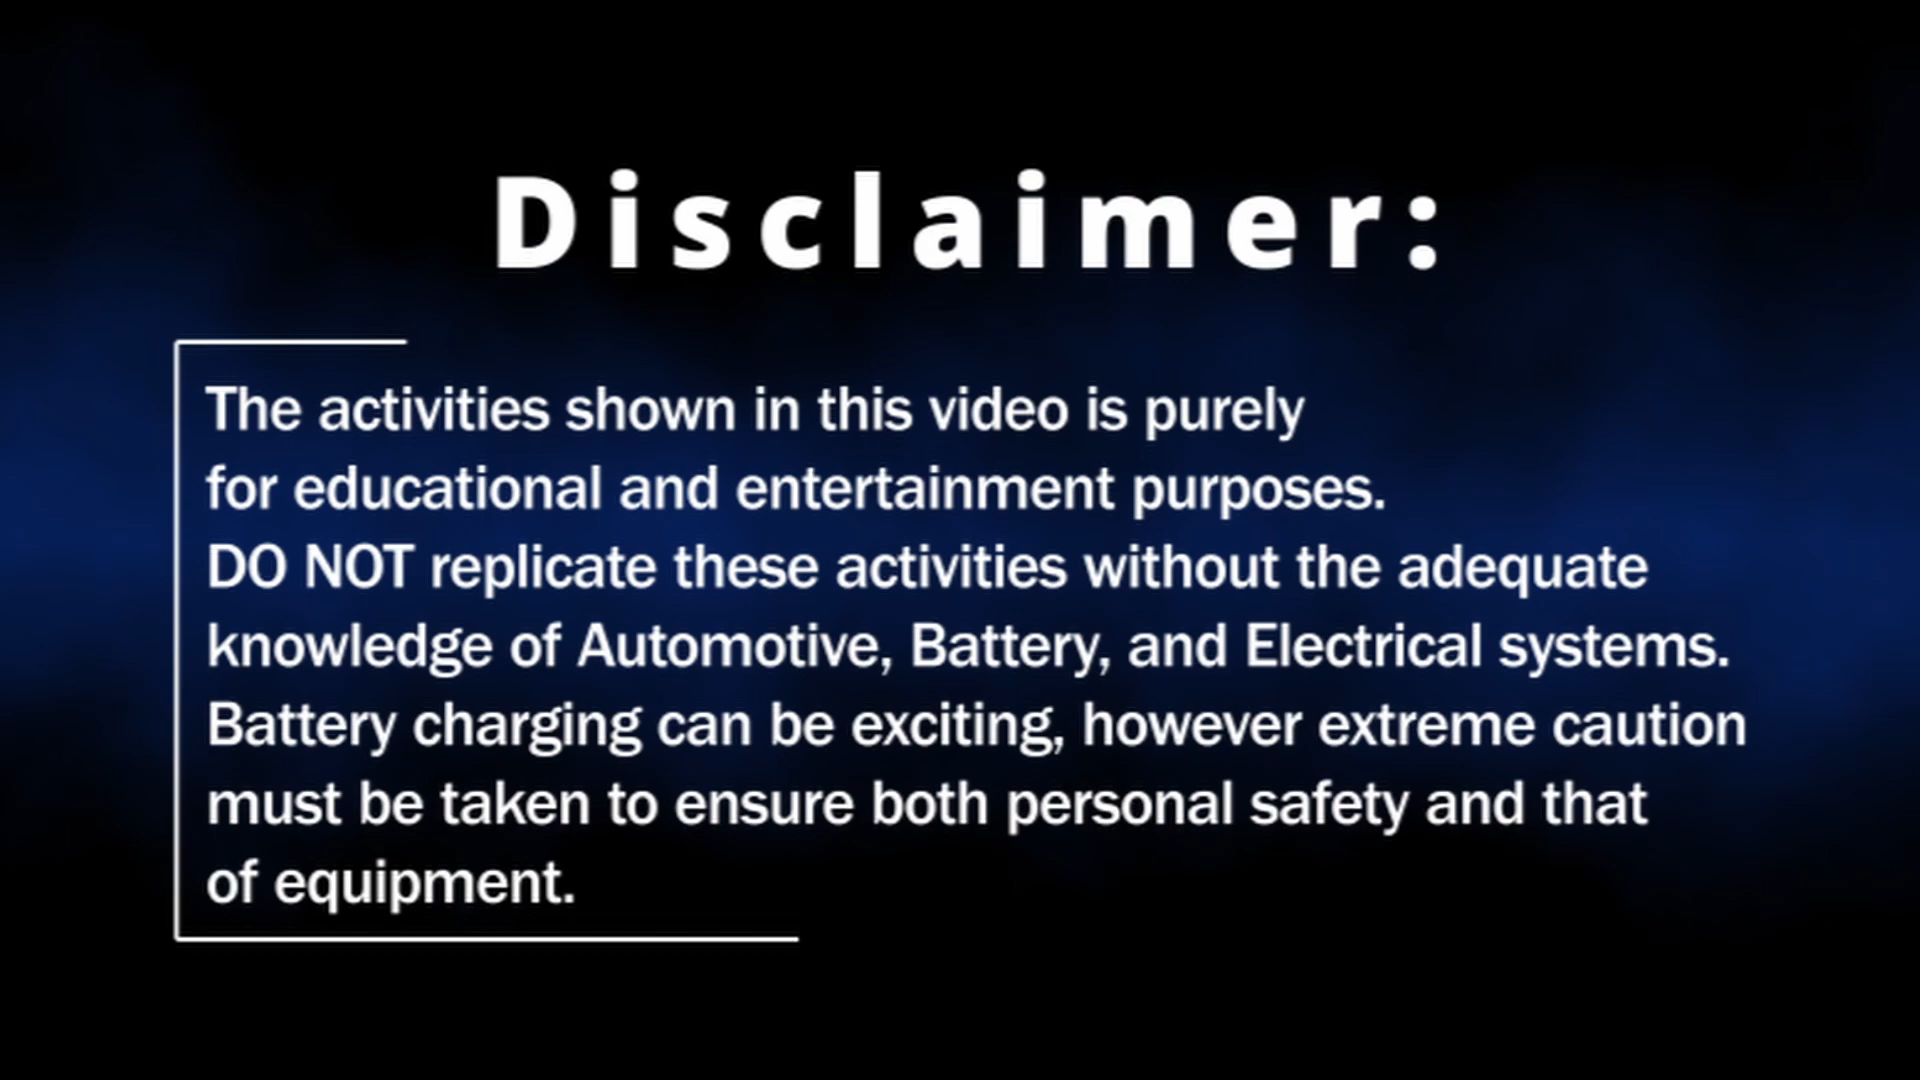 Disclaimer:
The activities shown in this video is purely
for educational and entertainment purposes.
DO NOT replicate these activities without the adequate
knowledge of Automotive, Battery, and Electrical systems.
Battery charging can be exciting, however extreme caution
must be taken to ensure both personal safety and that
of equipment.